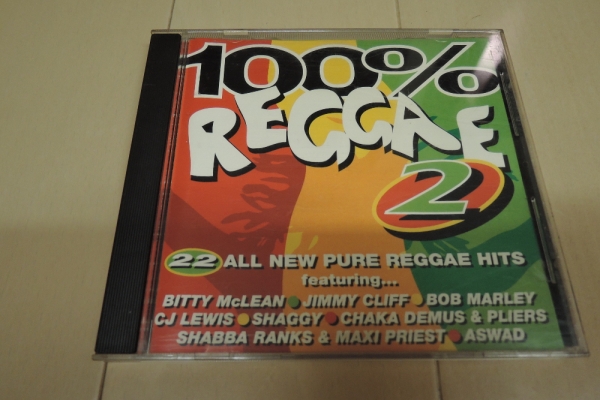 100%
REGGAE
2
22 ALL NEW PURE REGGAE HITS
featuring...
BITTY McLEAN • JIMMY CLIFF • BOB MARLEY
CJ LEWIS • SHAGGY • CHAKA DEMUS & PLIERS
SHABBA RANKS & MAXI PRIEST • ASWAD